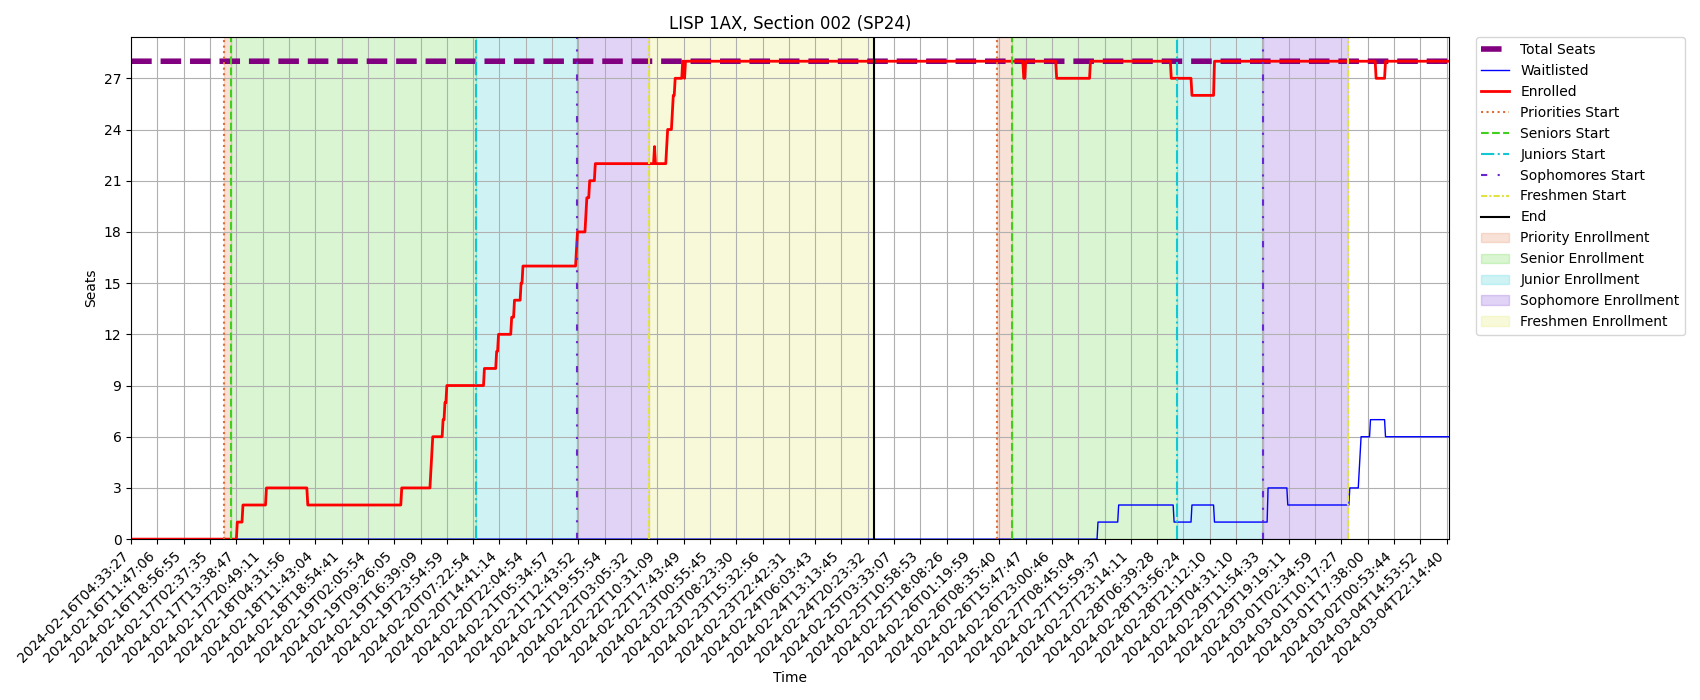 LISP 1AX, Section 002 (SP24)
Total Seats
Waitlisted
Enrolled
Priorities Start
Seniors Start
Juniors Start
Sophomores Start
Freshmen Start
End
Priority Enrollment
Senior Enrollment
Junior Enrollment
Sophomore Enrollment
Freshmen Enrollment
Seats
27
24
21
18
15
12
9
6
3
0
2024-02-16T04:33:27
2024-02-16T11:47:06
2024-02-16T18:56:55
2024-02-17T02:37:35
2024-02-17T13:38:47
2024-02-17T20:49:11
2024-02-18T04:31:56
2024-02-18T11:43:04
2024-02-18T18:54:41
2024-02-19T02:05:54
2024-02-19T09:26:05
2024-02-19T16:39:09
2024-02-19T23:54:59
2024-02-20T07:22:54
2024-02-20T14:41:14
2024-02-20T22:04:54
2024-02-21T05:34:57
2024-02-21T12:43:52
2024-02-21T19:55:54
2024-02-22T03:05:32
2024-02-22T10:31:09
2024-02-22T17:43:49
2024-02-23T00:55:45
2024-02-23T08:23:30
2024-02-23T15:32:56
2024-02-23T22:42:31
2024-02-24T06:03:43
2024-02-24T13:13:45
2024-02-24T20:23:32
2024-02-25T03:33:07
2024-02-25T10:58:53
2024-02-25T18:08:26
2024-02-26T01:19:59
2024-02-26T08:35:40
2024-02-26T15:47:47
2024-02-26T23:00:46
2024-02-27T08:45:04
2024-02-27T15:59:37
2024-02-27T23:14:11
2024-02-28T06:39:28
2024-02-28T13:56:24
2024-02-28T21:12:10
2024-02-29T04:31:10
2024-02-29T11:54:33
2024-02-29T19:19:11
2024-03-01T02:34:59
2024-03-01T10:17:27
2024-03-01T17:38:00
2024-03-02T00:53:44
2024-03-04T14:53:52
2024-03-04T22:14:40
Time